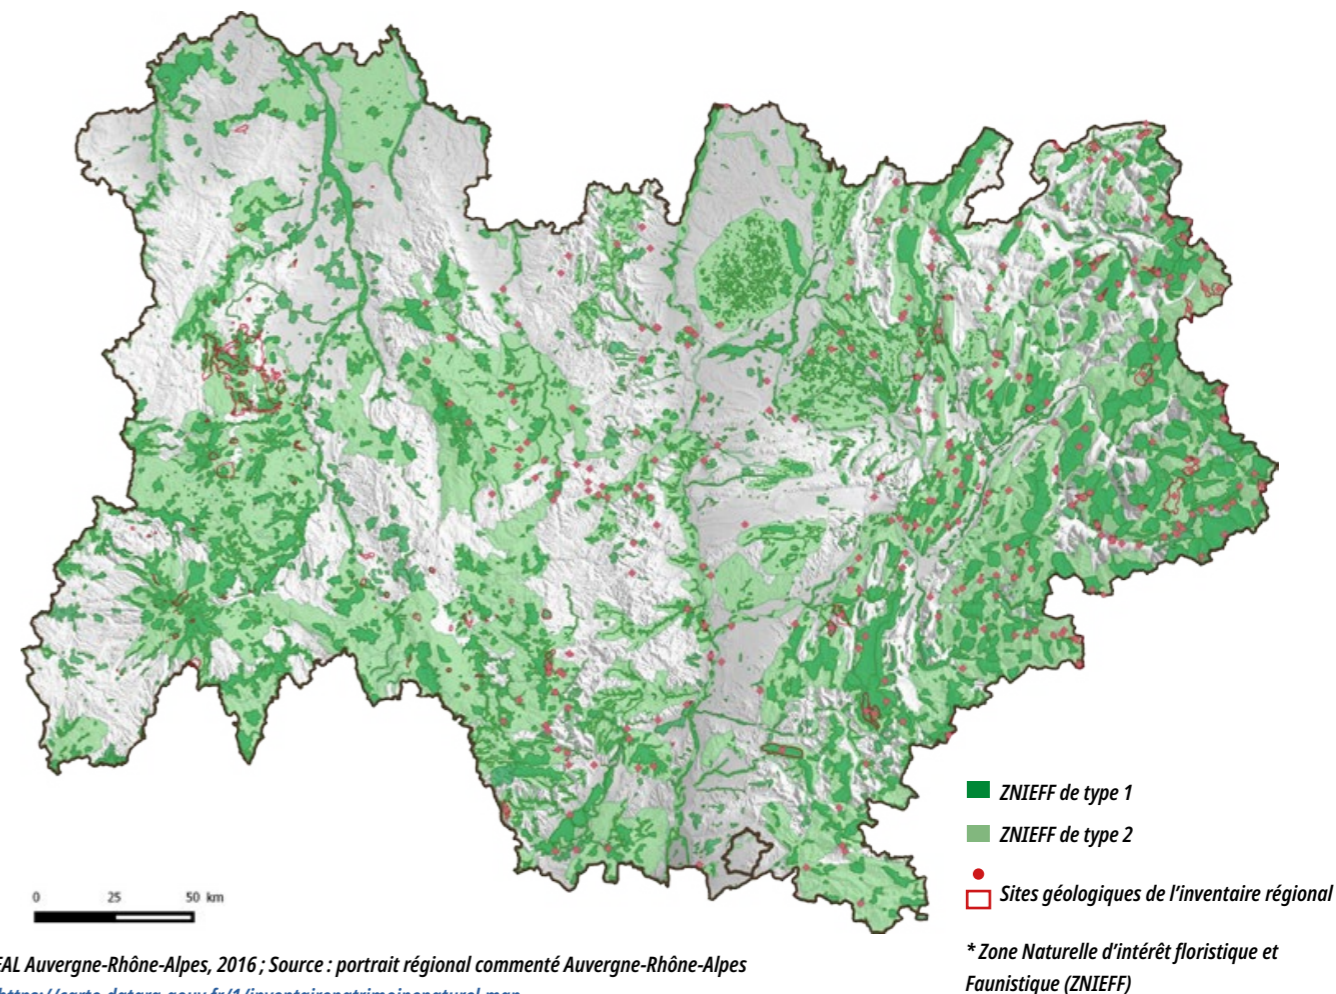 ZNIEFF de type 1
ZNIEFF de type 2
Sites géologiques de l'inventaire régional
0 25 50 km
* Zone Naturelle d'intérêt floristique et
Faunistique (ZNIEFF)
EAL Auvergne-Rhône-Alpes, 2016 ; Source : portrait régional commenté Auvergne-Rhône-Alpes